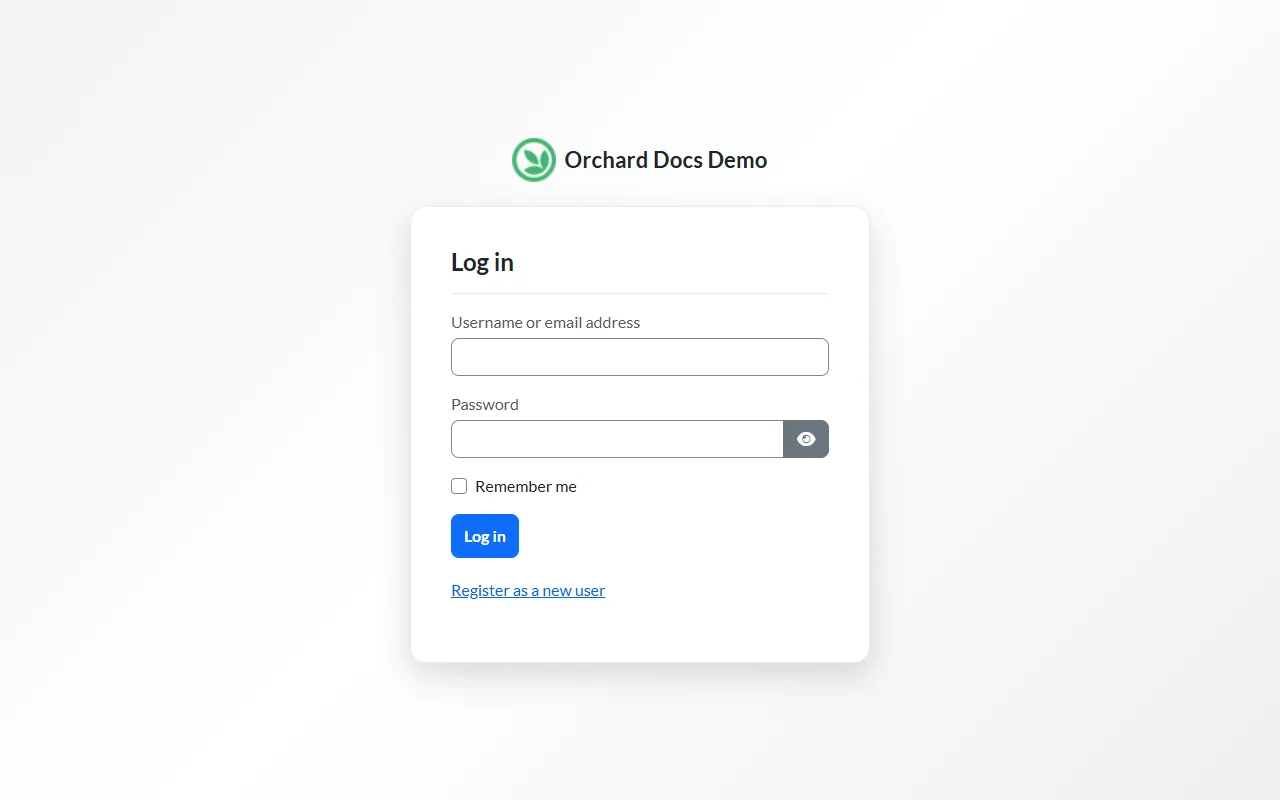 Orchard Docs Demo
Log in
Username or email address
Password
Remember me
Log in
Register as a new user